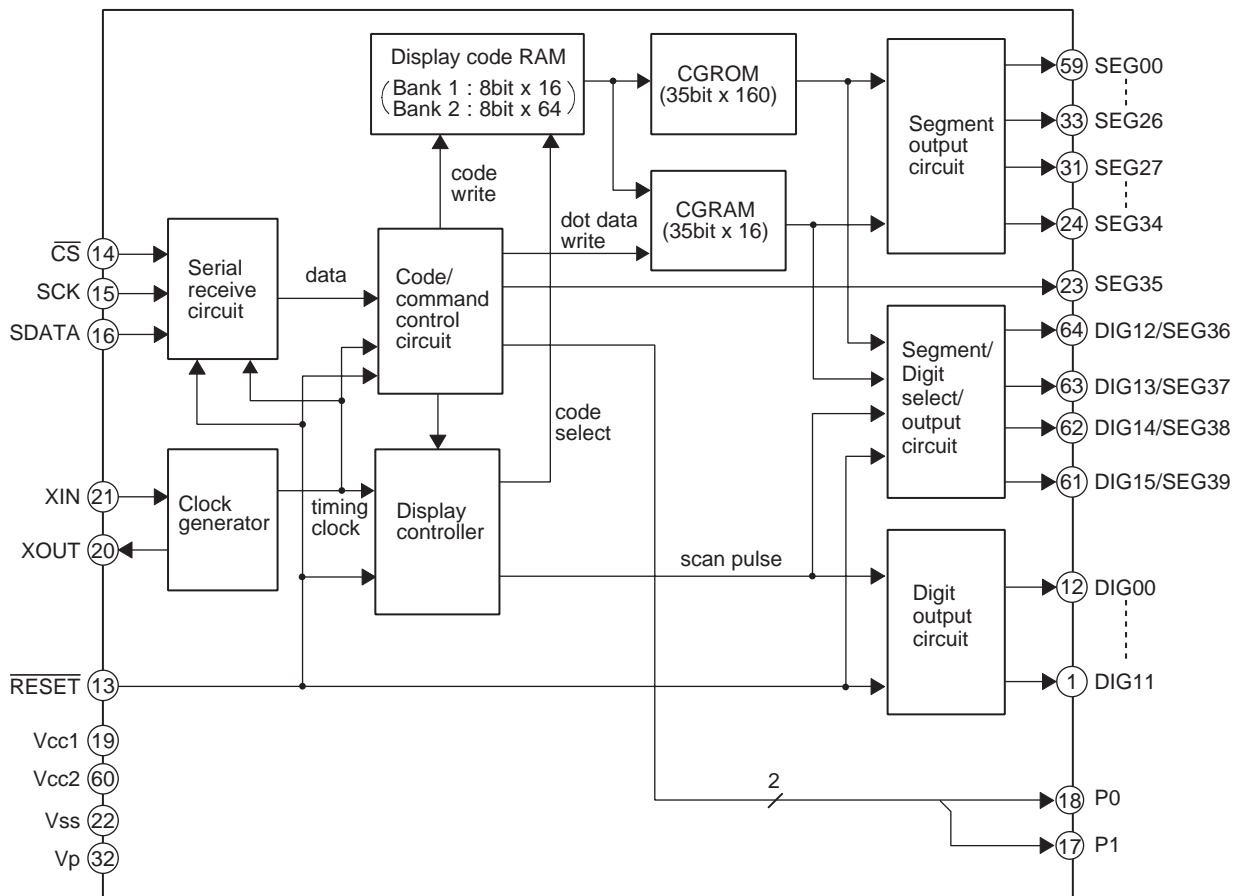 Display code RAM
(Bank 1 : 8bit x 16
Bank 2 : 8bit x 64)
CGROM
(35bit x 160)
CGRAM
(35bit x 16)
Segment
output
circuit
59 SEG00
33 SEG26
31 SEG27
24 SEG34
code
write
dot data
write
CS 14
SCK 15
SDATA 16
Serial
receive
circuit
data
Code/
command
control
circuit
23 SEG35
Segment/
Digit
select/
output
circuit
64 DIG12/SEG36
63 DIG13/SEG37
62 DIG14/SEG38
61 DIG15/SEG39
code
select
XIN 21
XOUT 20
Clock
generator
timing
clock
Display
controller
scan pulse
Digit
output
circuit
12 DIG00
1 DIG11
RESET 13
Vcc1 19
Vcc2 60
Vss 22
Vp 32
2
18 P0
17 P1